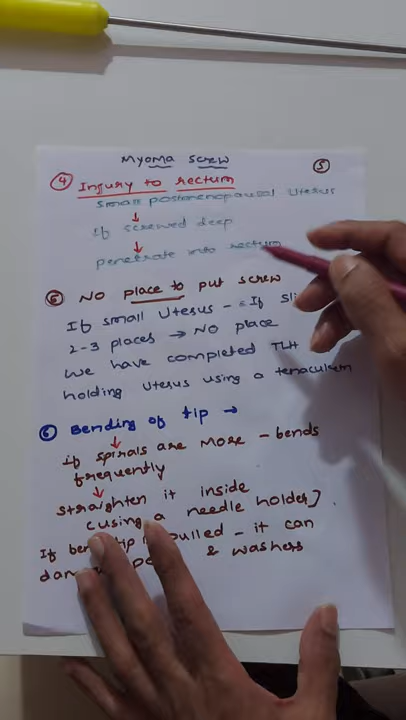 Myoma screw
5
4 Injury to rectum
small postmenopausal uterus
↓
If screwed deep
↓
penetrate into rectum
5 No place to put screw
If small uterus - If
2-3 places → No place
We have completed TLH
holding uterus using a tenaculum
6 Bending of tip →
↓
if spirals are more - bends
frequently
↓
straighten it inside
(using a needle holder)
If pulled - it can
& washers